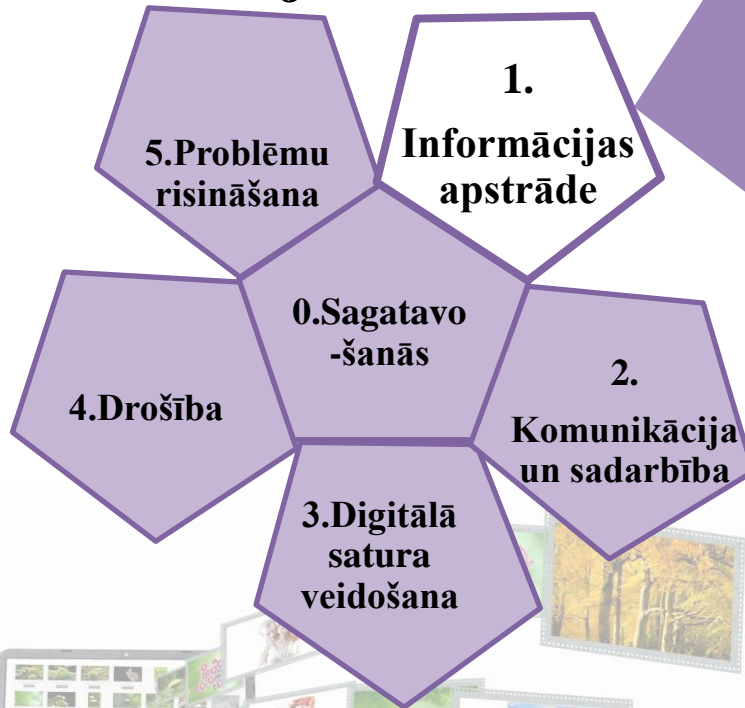 1.
Informācijas
apstrāde
5.Problēmu
risināšana
0.Sagatavo
-šanās
2.
Komunikācija
un sadarbība
4.Drošība
3.Digitālā
satura
veidošana